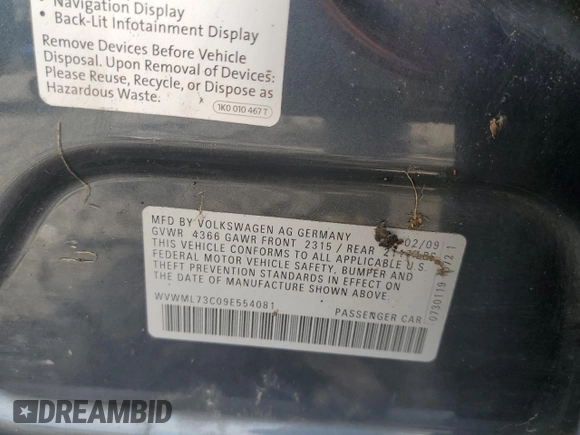 • Navigation Display
• Back-Lit Infotainment Display
Remove Devices Before Vehicle
Disposal. Upon Removal of Devices:
Please Reuse, Recycle, or Dispose as
Hazardous Waste.
1K0 010 467 T
MFD BY VOLKSWAGEN AG GERMANY 02/09
GVWR 4366 GAWR FRONT 2315 / REAR
THIS VEHICLE CONFORMS TO ALL APPLICABLE U.S.
FEDERAL MOTOR VEHICLE SAFETY, BUMPER AND
THEFT PREVENTION STANDARDS IN EFFECT ON
THE DATE OF MANUFACTURE SHOWN ABOVE.
WVWML73C09E554081 PASSENGER CAR
0730119
DREAMBID